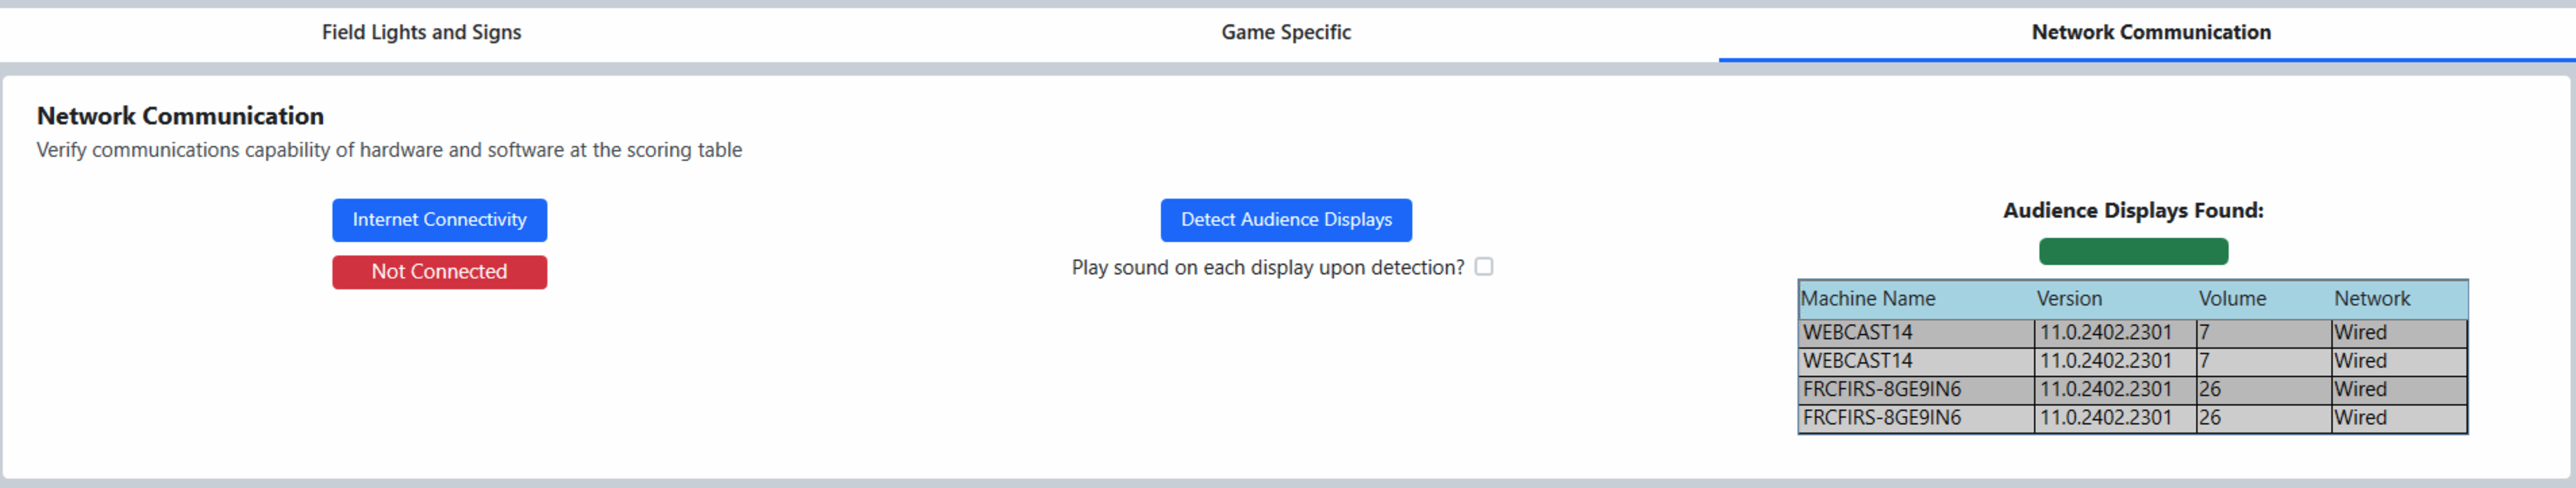 Field Lights and Signs Game Specific Network Communication
Network Communication
Verify communications capability of hardware and software at the scoring table
Internet Connectivity
Not Connected
Detect Audience Displays
Play sound on each display upon detection?
Audience Displays Found:
Machine Name Version Volume Network
WEBCAST14 11.0.2402.2301 7 Wired
WEBCAST14 11.0.2402.2301 7 Wired
FRCFIRS-8GE9IN6 11.0.2402.2301 26 Wired
FRCFIRS-8GE9IN6 11.0.2402.2301 26 Wired